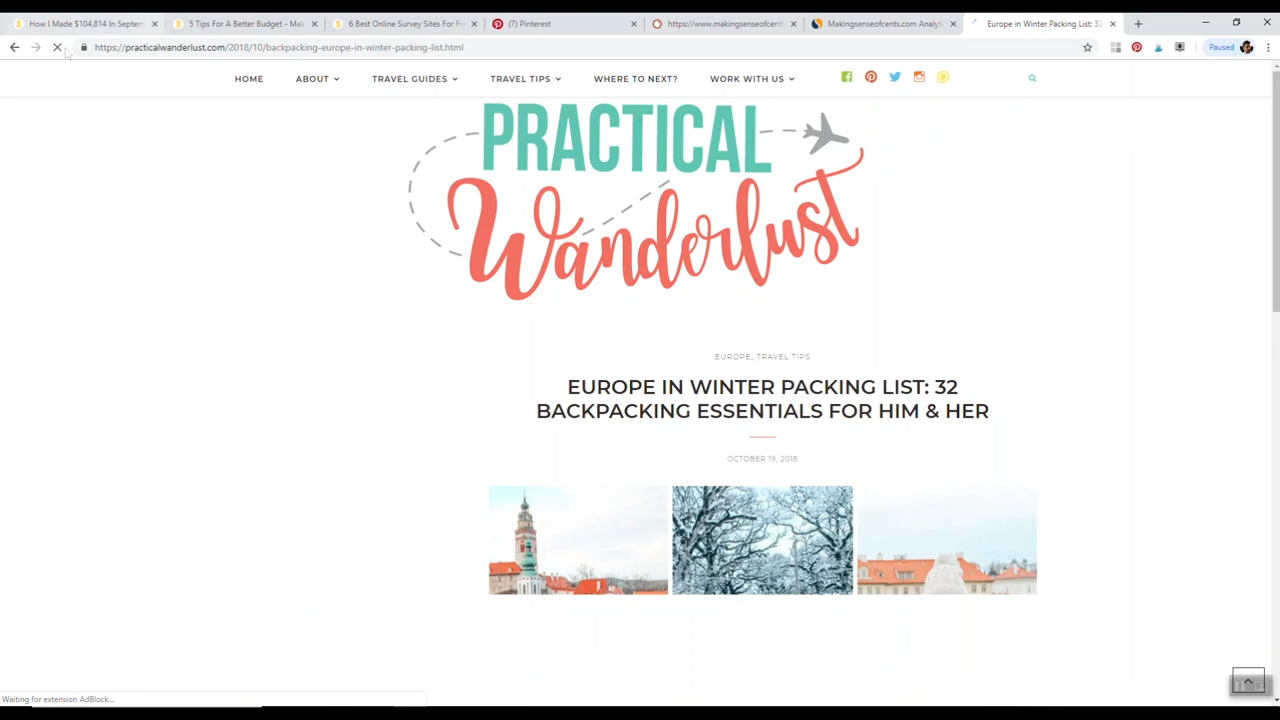 How I Made $104,814 In Septem
5 Tips For A Better Budget - Mak
6 Best Online Survey Sites For Fr
(7) Pinterest
https://www.makingsenseofcent
Makingsenseofcents.com Analyt
Europe in Winter Packing List: 32
https://practicalwanderlust.com/2018/10/backpacking-europe-in-winter-packing-list.html
Paused
HOME
ABOUT
TRAVEL GUIDES
TRAVEL TIPS
WHERE TO NEXT?
WORK WITH US
PRACTICAL
Wanderlust
EUROPE, TRAVEL TIPS
EUROPE IN WINTER PACKING LIST: 32
BACKPACKING ESSENTIALS FOR HIM & HER
OCTOBER 19, 2018
Waiting for extension AdBlock...